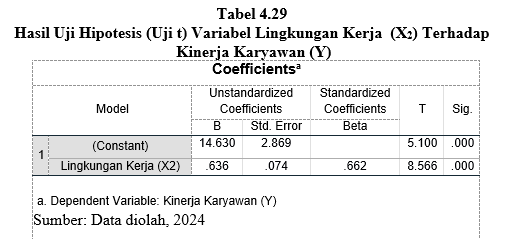 Tabel 4.29
Hasil Uji Hipotesis (Uji t) Variabel Lingkungan Kerja (X₂) Terhadap
Kinerja Karyawan (Y)
Coefficientsᵃ
Model Unstandardized Coefficients Standardized Coefficients T Sig.
B Std. Error Beta
1 (Constant) 14.630 2.869 5.100 .000
Lingkungan Kerja (X2) .636 .074 .662 8.566 .000
a. Dependent Variable: Kinerja Karyawan (Y)
Sumber: Data diolah, 2024